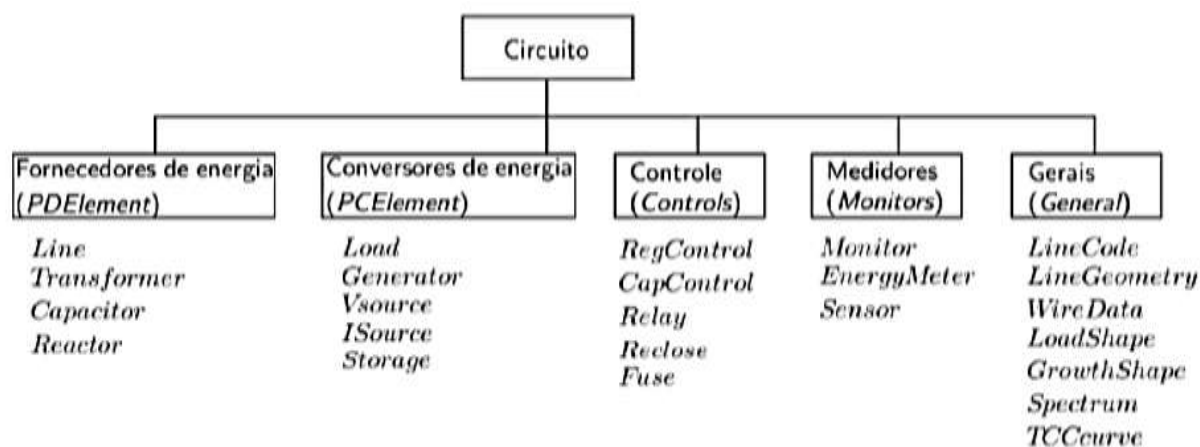 Circuito
Fornecedores de energia
(PDElement)
Line
Transformer
Capacitor
Reactor
Conversores de energia
(PCElement)
Load
Generator
Vsource
ISource
Storage
Controle
(Controls)
RegControl
CapControl
Relay
Reclose
Fuse
Medidores
(Monitors)
Monitor
EnergyMeter
Sensor
Gerais
(General)
LineCode
LineGeometry
WireData
LoadShape
GrowthShape
Spectrum
TCCcurve